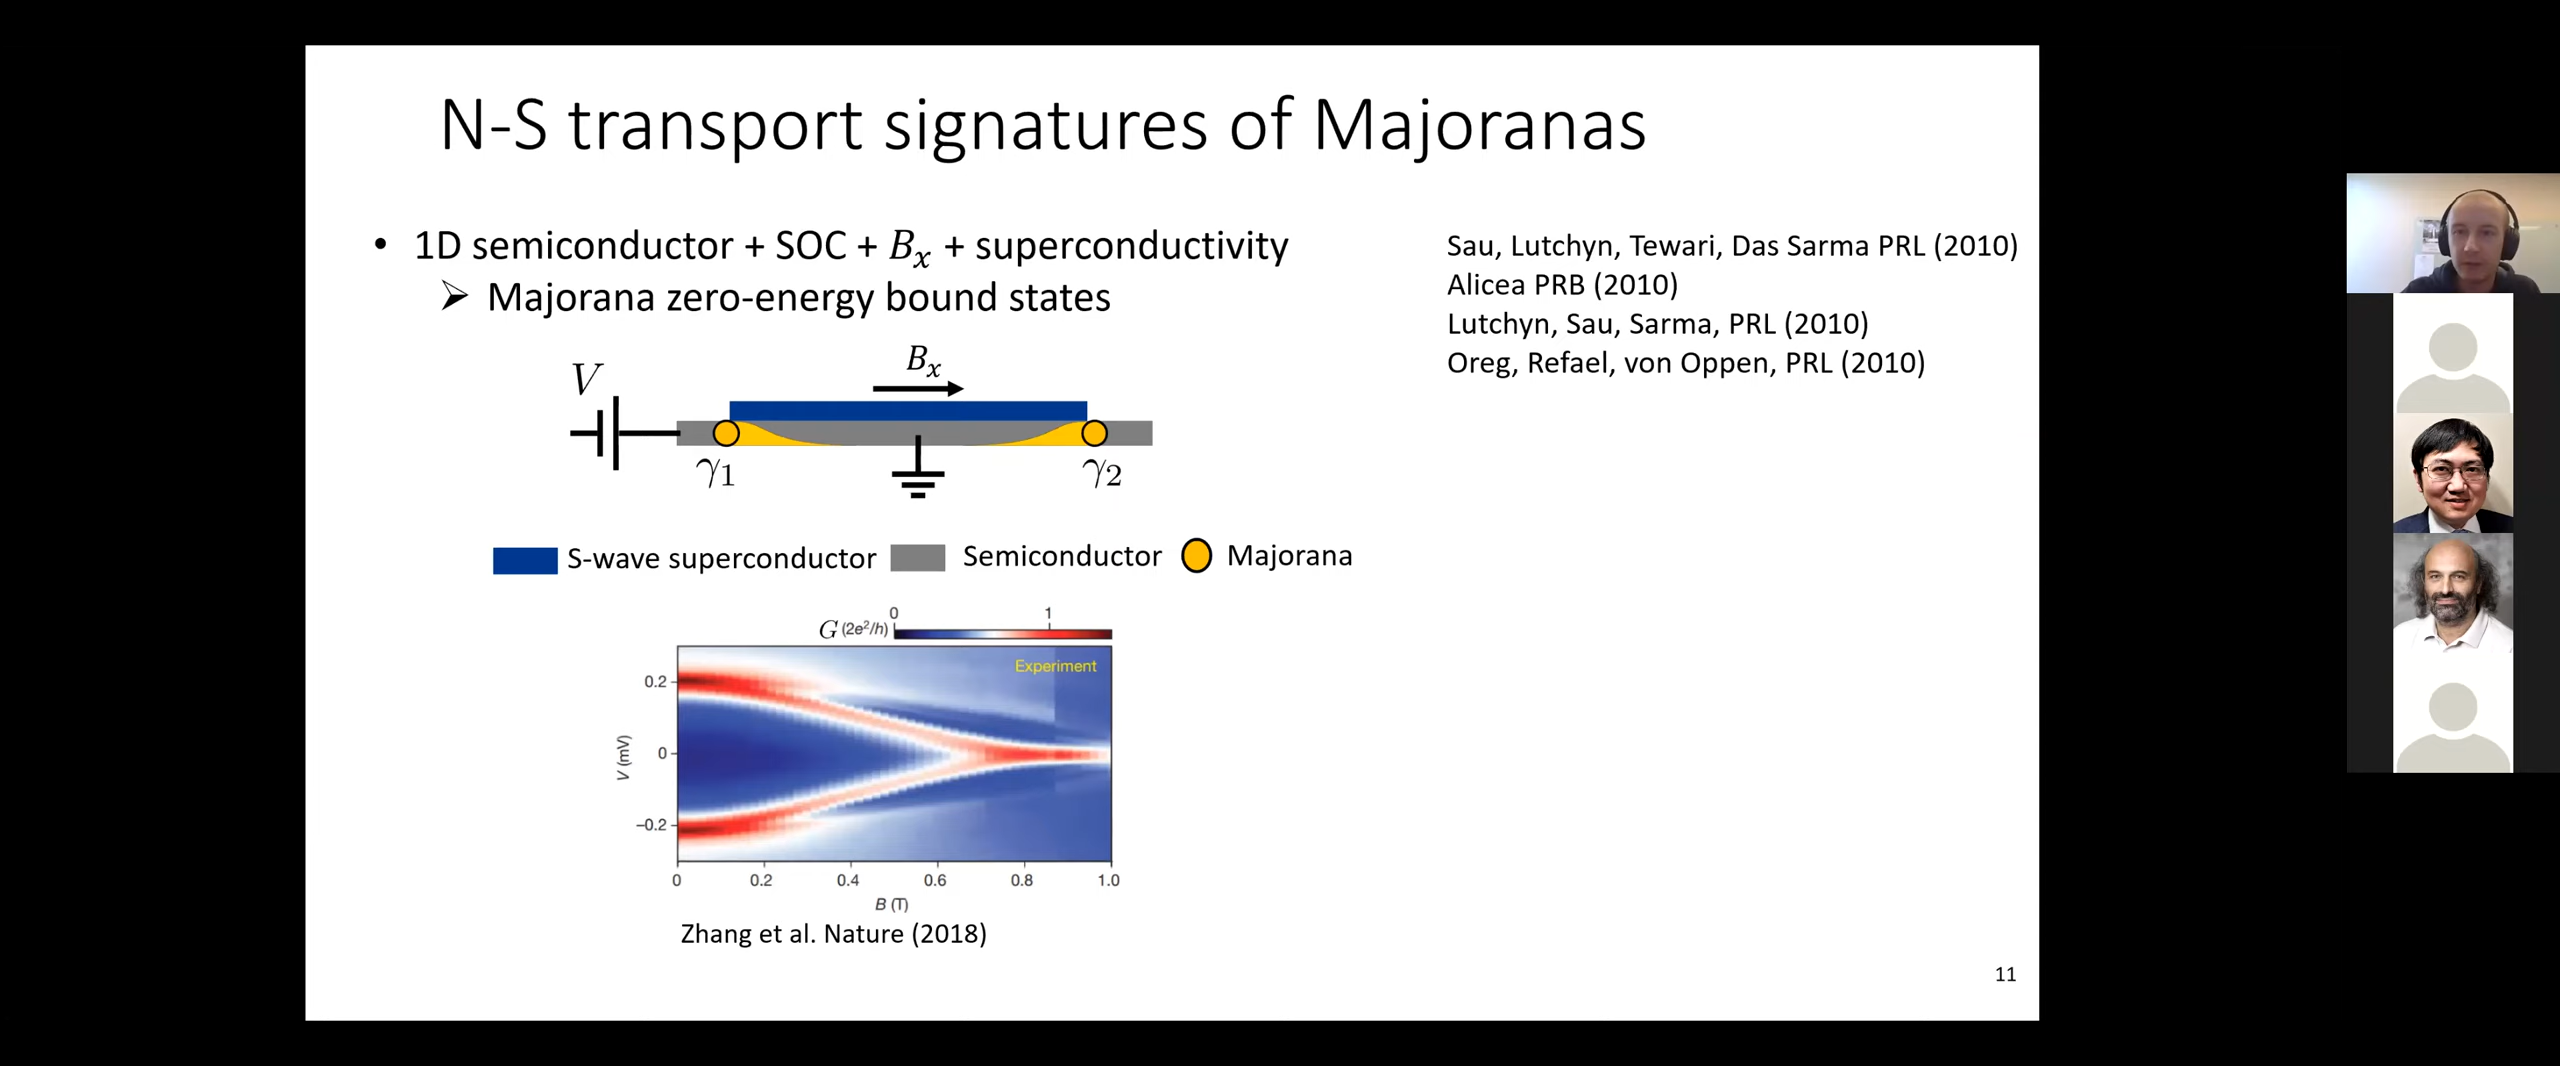 N-S transport signatures of Majoranas
• 1D semiconductor + SOC + Bₓ + superconductivity
➤ Majorana zero-energy bound states
Sau, Lutchyn, Tewari, Das Sarma PRL (2010)
Alicea PRB (2010)
Lutchyn, Sau, Sarma, PRL (2010)
Oreg, Refael, von Oppen, PRL (2010)
V
Bₓ
γ₁
γ₂
S-wave superconductor
Semiconductor
Majorana
0 1
G (2e²/h)
Experiment
0.2
0
−0.2
V (mV)
0 0.2 0.4 0.6 0.8 1.0
B (T)
Zhang et al. Nature (2018)
11